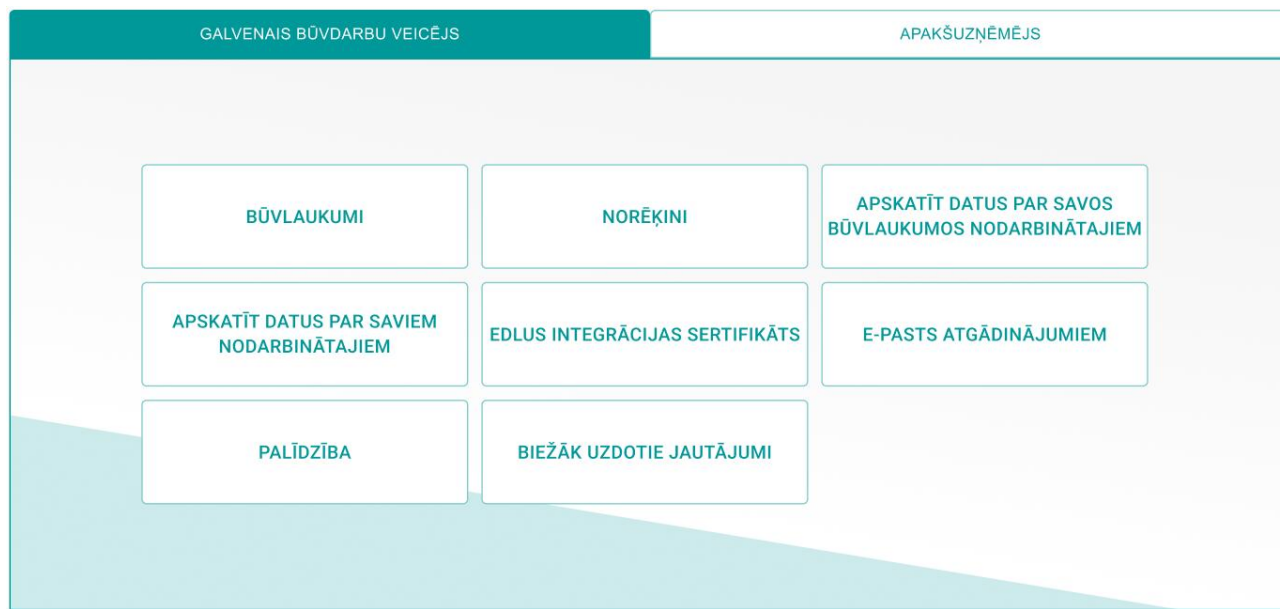 GALVENAIS BŪVDARBU VEICĒJS
APAKŠUZŅĒMĒJS
BŪVLAUKUMI
NORĒĶINI
APSKATĪT DATUS PAR SAVOS
BŪVLAUKUMOS NODARBINĀTAJIEM
APSKATĪT DATUS PAR SAVIEM
NODARBINĀTAJIEM
EDLUS INTEGRĀCIJAS SERTIFIKĀTS
E-PASTS ATGĀDINĀJUMIEM
PALĪDZĪBA
BIEŽĀK UZDOTIE JAUTĀJUMI